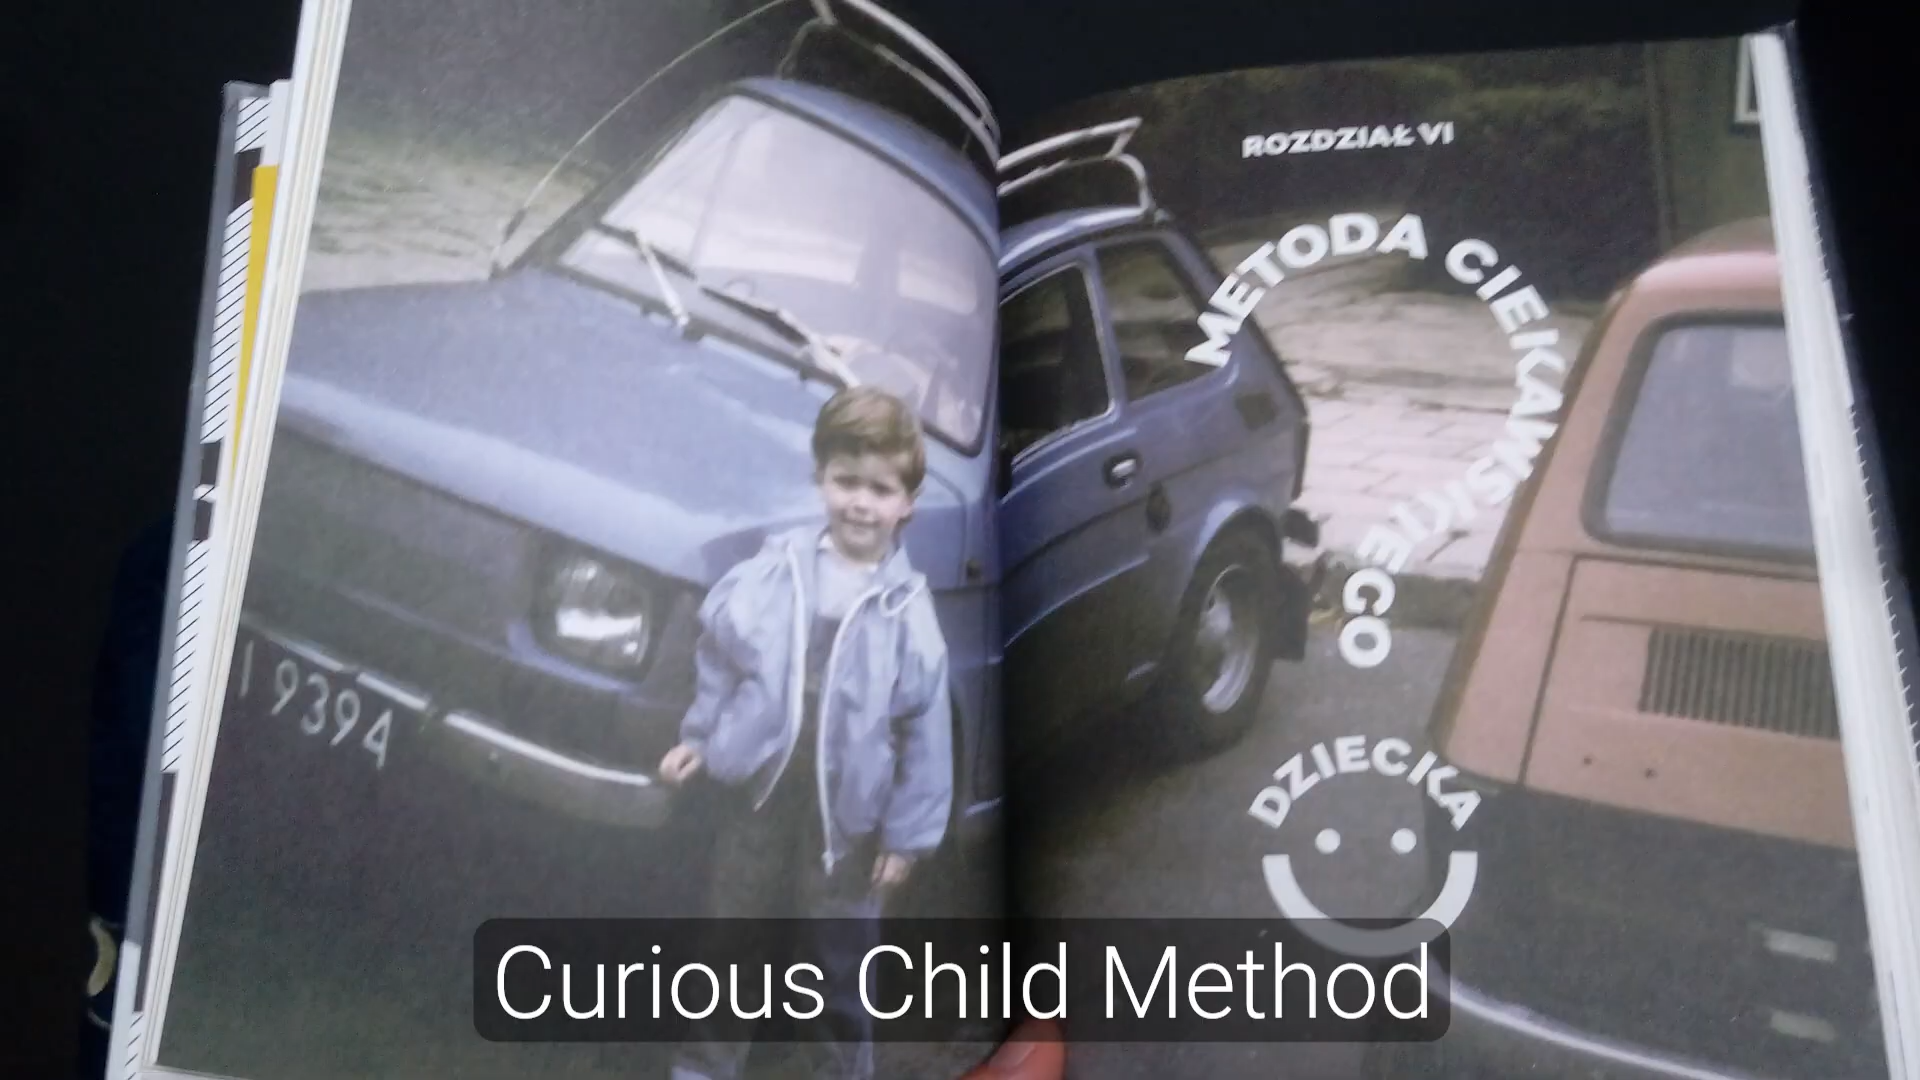 I 9394
ROZDZIAŁ VI
METODA CIEKAWSKIEGO
DZIECKA
Curious Child Method